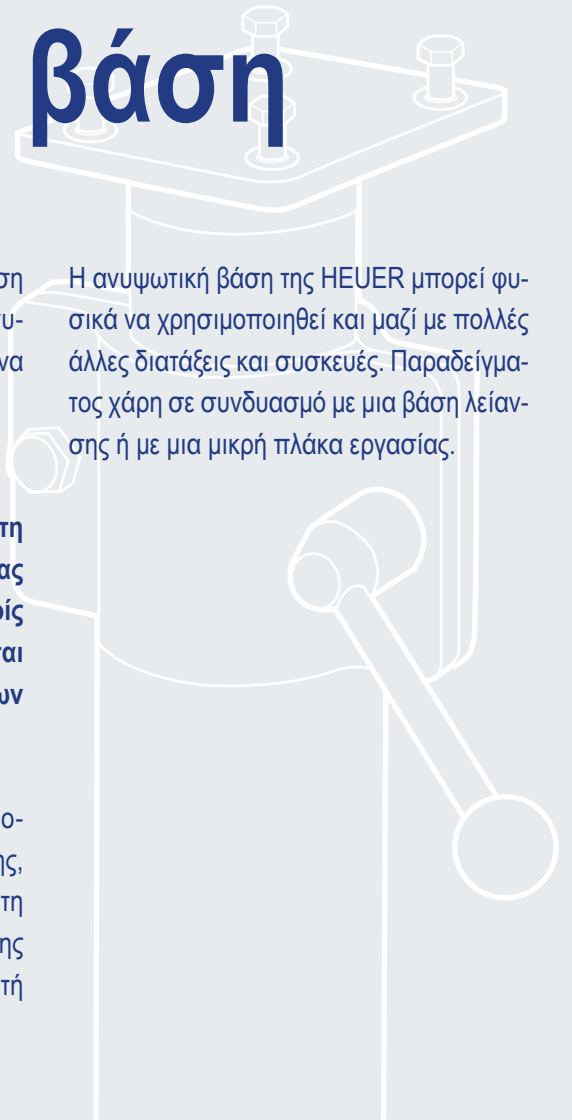 βάση
Η ανυψωτική βάση της HEUER μπορεί φυ-
σικά να χρησιμοποιηθεί και μαζί με πολλές
άλλες διατάξεις και συσκευές. Παραδείγμα-
τος χάρη σε συνδυασμό με μια βάση λείαν-
σης ή με μια μικρή πλάκα εργασίας.